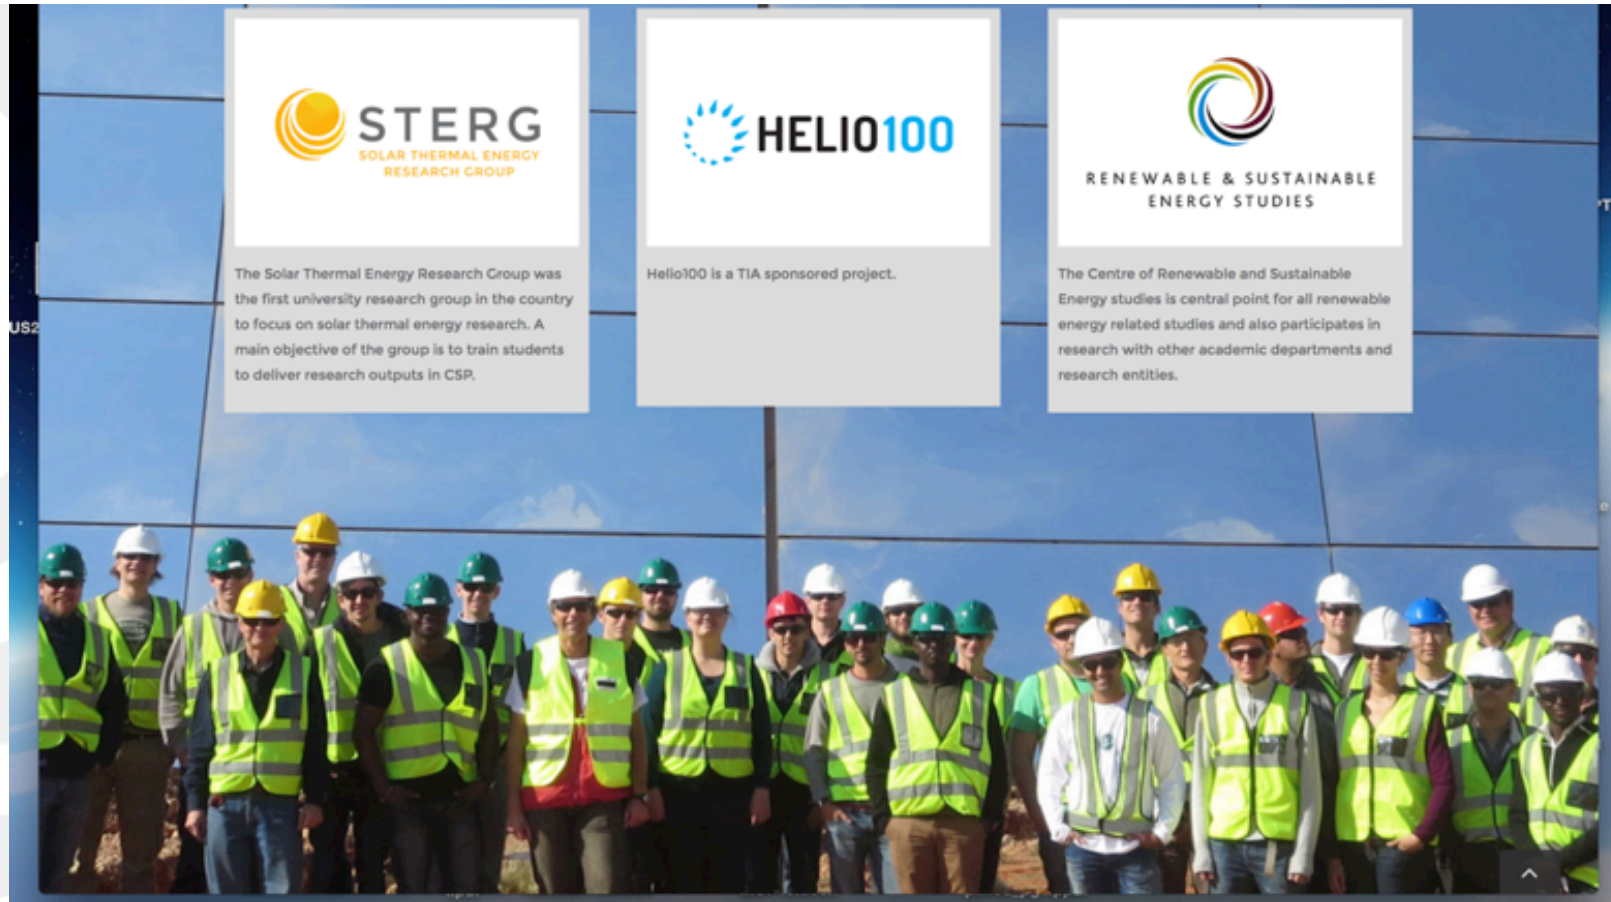 STERG
SOLAR THERMAL ENERGY
RESEARCH GROUP
The Solar Thermal Energy Research Group was
the first university research group in the country
to focus on solar thermal energy research. A
main objective of the group is to train students
to deliver research outputs in CSP.
HELIO100
Helio100 is a TIA sponsored project.
RENEWABLE & SUSTAINABLE
ENERGY STUDIES
The Centre of Renewable and Sustainable
Energy studies is central point for all renewable
energy related studies and also participates in
research with other academic departments and
research entities.
US2